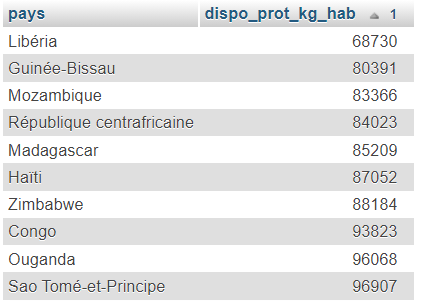 pays dispo_prot_kg_hab 1
Libéria 68730
Guinée-Bissau 80391
Mozambique 83366
République centrafricaine 84023
Madagascar 85209
Haïti 87052
Zimbabwe 88184
Congo 93823
Ouganda 96068
Sao Tomé-et-Principe 96907